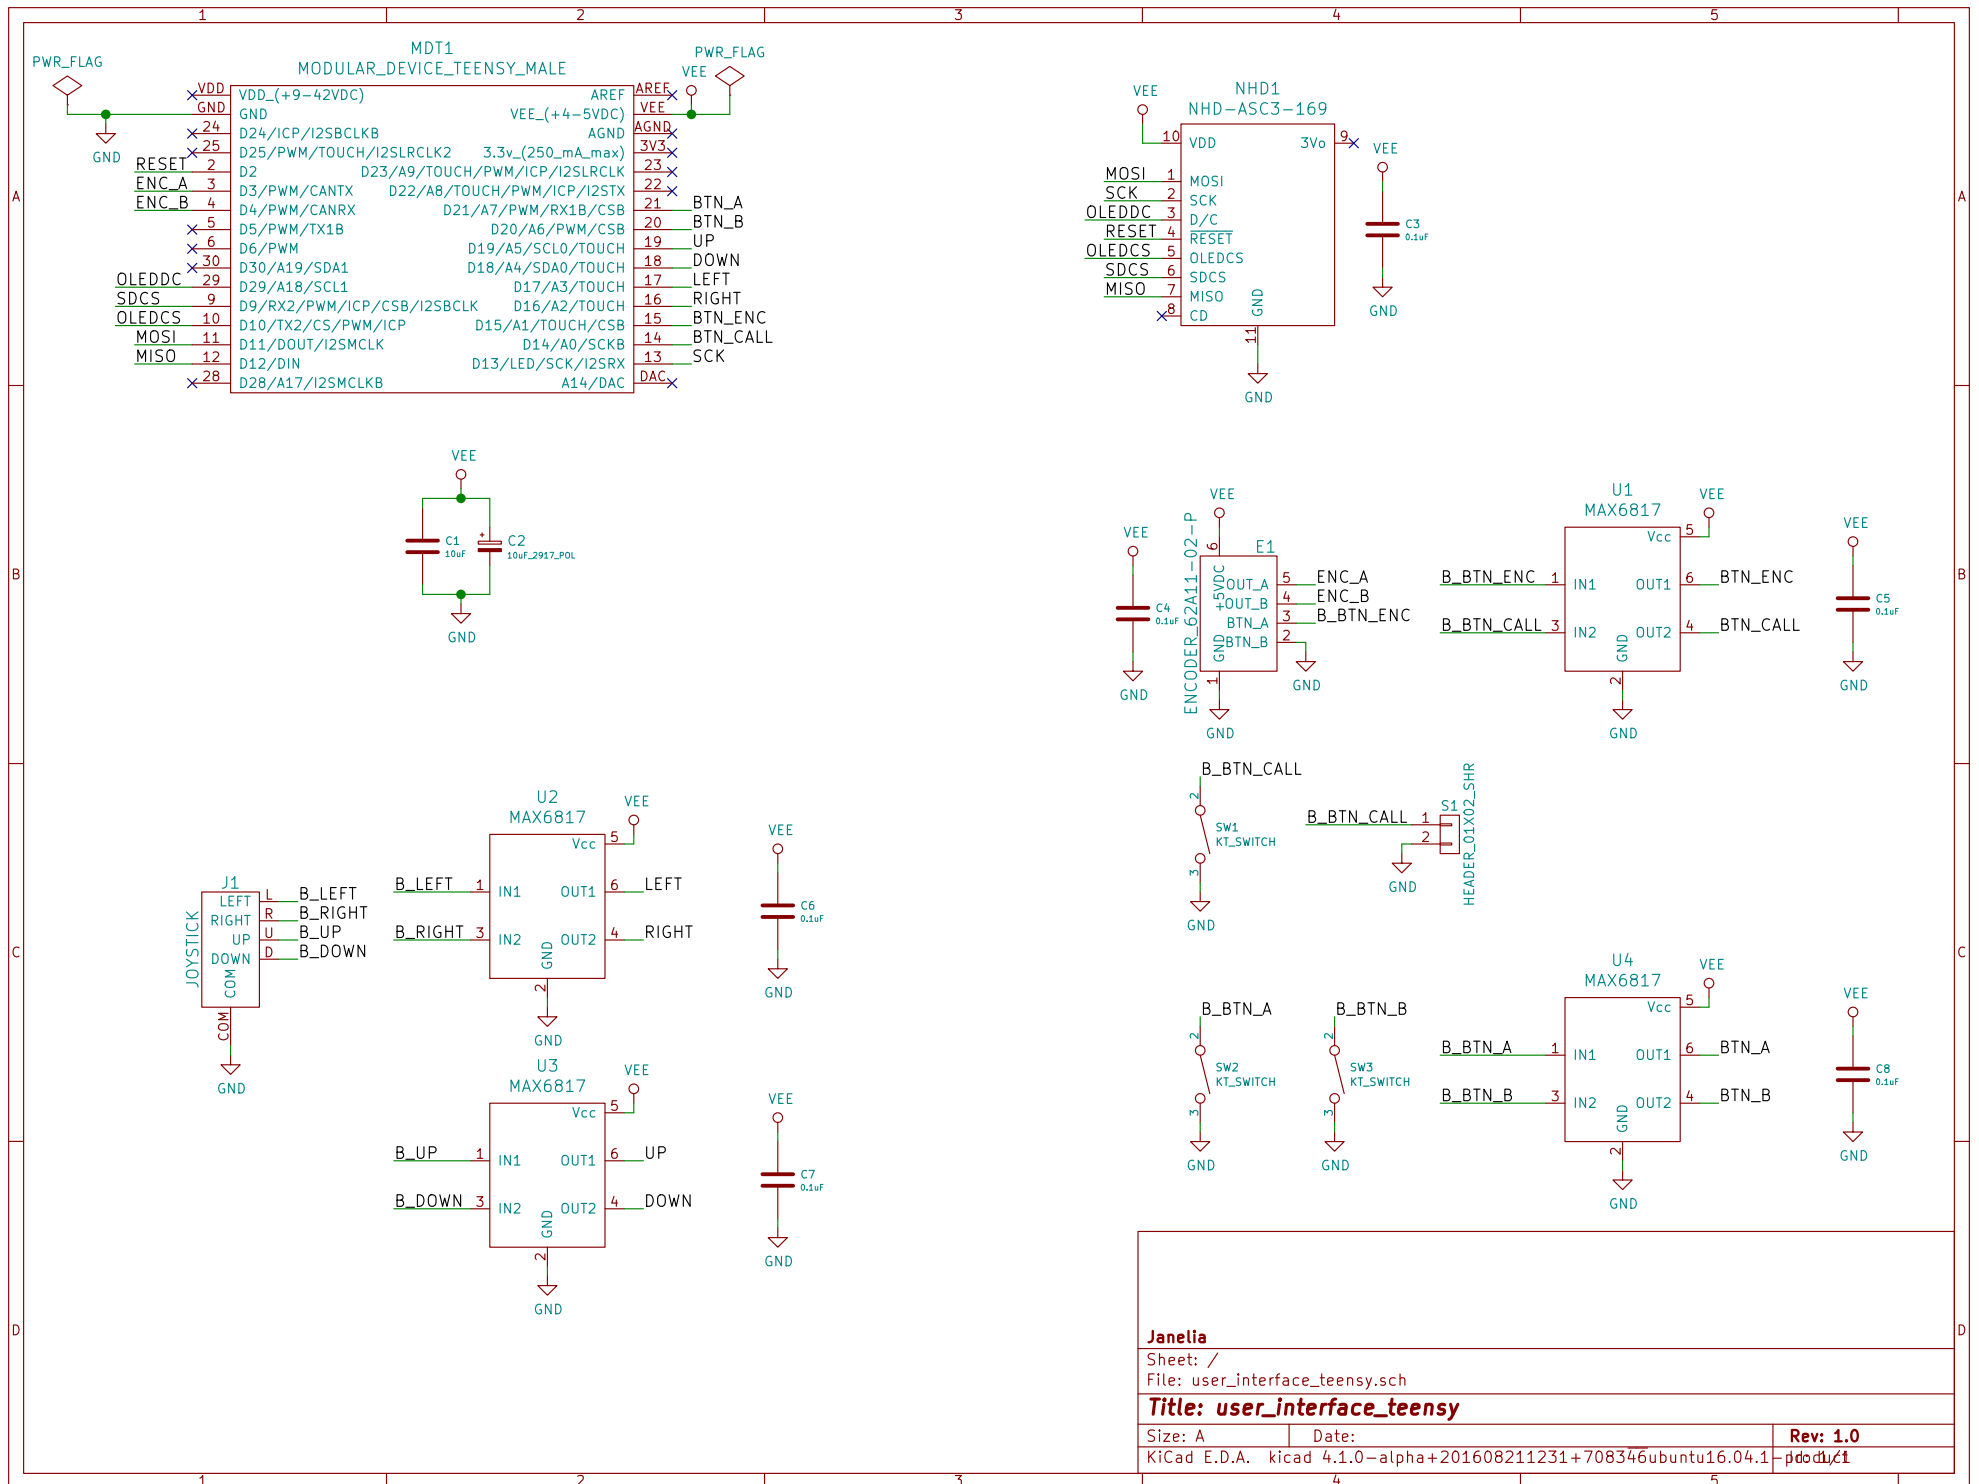 1 2 3 4 5
A A
B B
C C
D D
PWR_FLAG
GND
MDT1
MODULAR_DEVICE_TEENSY_MALE
PWR_FLAG
VEE
VDD VDD_(+9-42VDC) AREF AREF
GND GND VEE_(+4-5VDC) VEE
24 D24/ICP/I2SBCLKB AGND AGND
25 D25/PWM/TOUCH/I2SLRCLK2 3.3v_(250_mA_max) 3V3
RESET 2 D2 D23/A9/TOUCH/PWM/ICP/I2SLRCLK 23
ENC_A 3 D3/PWM/CANTX D22/A8/TOUCH/PWM/ICP/I2STX 22
ENC_B 4 D4/PWM/CANRX D21/A7/PWM/RX1B/CSB 21 BTN_A
5 D5/PWM/TX1B D20/A6/PWM/CSB 20 BTN_B
6 D6/PWM D19/A5/SCL0/TOUCH 19 UP
30 D30/A19/SDA1 D18/A4/SDA0/TOUCH 18 DOWN
OLEDDC 29 D29/A18/SCL1 D17/A3/TOUCH 17 LEFT
SDCS 9 D9/RX2/PWM/ICP/CSB/I2SBCLK D16/A2/TOUCH 16 RIGHT
OLEDCS 10 D10/TX2/CS/PWM/ICP D15/A1/TOUCH/CSB 15 BTN_ENC
MOSI 11 D11/DOUT/I2SMCLK D14/A0/SCKB 14 BTN_CALL
MISO 12 D12/DIN D13/LED/SCK/I2SRX 13 SCK
28 D28/A17/I2SMCLKB A14/DAC DAC
VEE
NHD1
NHD-ASC3-169
10 VDD 3Vo 9
MOSI 1 MOSI
SCK 2 SCK
OLEDDC 3 D/C
RESET 4 RESET
OLEDCS 5 OLEDCS
SDCS 6 SDCS
MISO 7 MISO
8 CD
GND
11
GND
VEE
C3
0.1uF
GND
VEE
C1
10uF
C2
10uF_2917_POL
GND
VEE
C4
0.1uF
GND
VEE
ENCODER_62A11-02-P
E1
6
+5VDC
OUT_A 5 ENC_A
OUT_B 4 ENC_B
BTN_A 3 B_BTN_ENC
BTN_B 2
GND
GND
1
GND
U1
MAX6817
VEE
Vcc 5
B_BTN_ENC 1 IN1 OUT1 6 BTN_ENC
B_BTN_CALL 3 IN2 OUT2 4 BTN_CALL
GND
2
GND
VEE
C5
0.1uF
GND
B_BTN_CALL
2
SW1
KT_SWITCH
3
GND
S1
B_BTN_CALL 1
2
HEADER_01X02_SHR
GND
J1
JOYSTICK
LEFT L B_LEFT
RIGHT R B_RIGHT
UP U B_UP
DOWN D B_DOWN
COM
COM
GND
U2
MAX6817
VEE
Vcc 5
B_LEFT 1 IN1 OUT1 6 LEFT
B_RIGHT 3 IN2 OUT2 4 RIGHT
GND
2
GND
VEE
C6
0.1uF
GND
U3
MAX6817
VEE
Vcc 5
B_UP 1 IN1 OUT1 6 UP
B_DOWN 3 IN2 OUT2 4 DOWN
GND
2
GND
VEE
C7
0.1uF
GND
B_BTN_A
2
SW2
KT_SWITCH
3
GND
B_BTN_B
2
SW3
KT_SWITCH
3
GND
U4
MAX6817
VEE
Vcc 5
B_BTN_A 1 IN1 OUT1 6 BTN_A
B_BTN_B 3 IN2 OUT2 4 BTN_B
GND
2
GND
VEE
C8
0.1uF
GND
Janelia
Sheet: /
File: user_interface_teensy.sch
Title: user_interface_teensy
Size: A Date: Rev: 1.0
KiCad E.D.A. kicad 4.1.0-alpha+201608211231+708346ubuntu16.04.1-product Id: 1/1
1 2 3 4 5